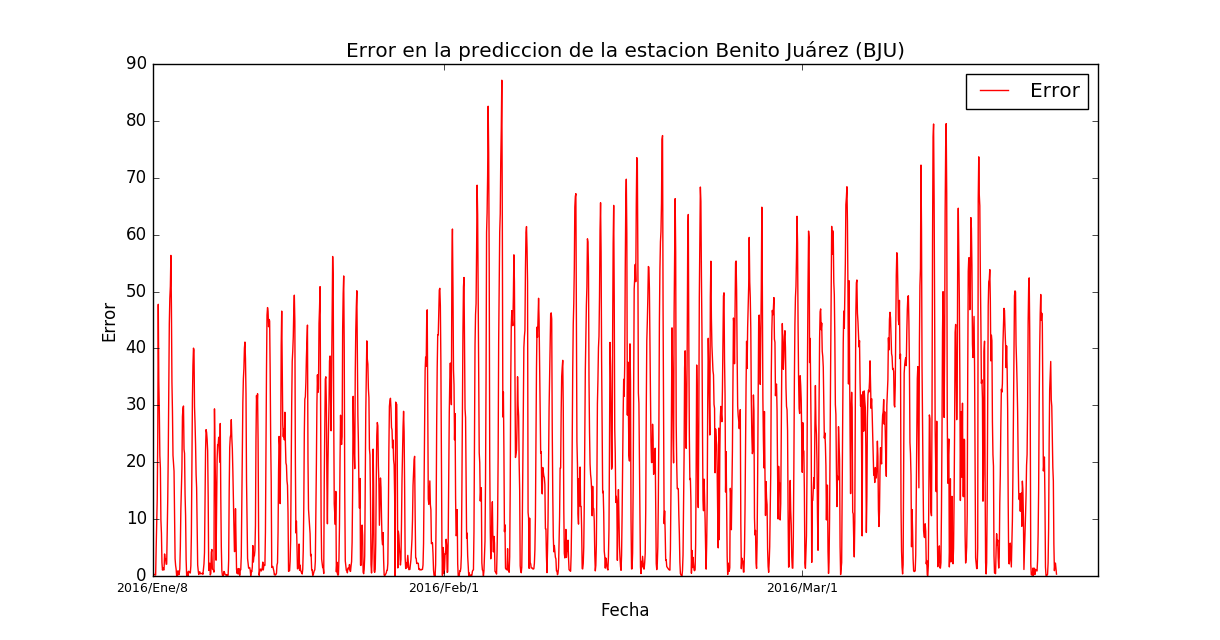 Error en la prediccion de la estacion Benito Juárez (BJU)
90
80
70
60
50
40
30
20
10
0
Error
Error
2016/Ene/8
2016/Feb/1
2016/Mar/1
Fecha